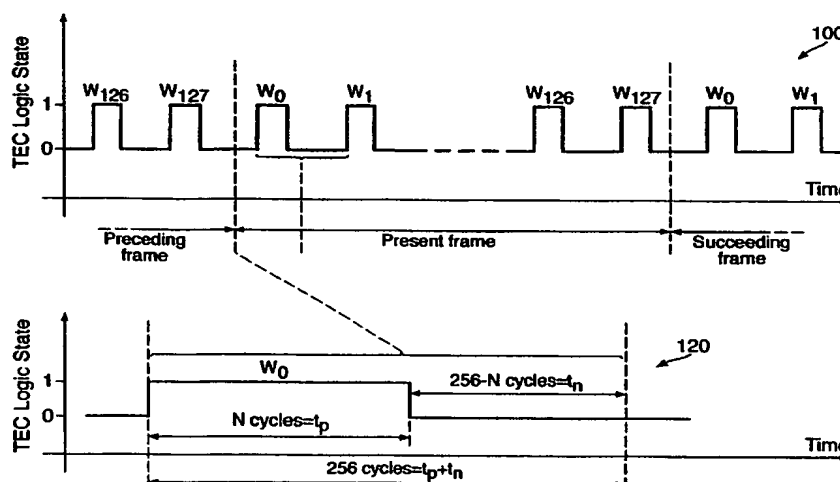 100
TEC Logic State
W126 W127 W0 W1 W126 W127 W0 W1
1
0
Time
Preceding frame
Present frame
Succeeding frame
120
TEC Logic State
W0
1
0
256-N cycles=tn
N cycles=tp
Time
256 cycles=tp+tn